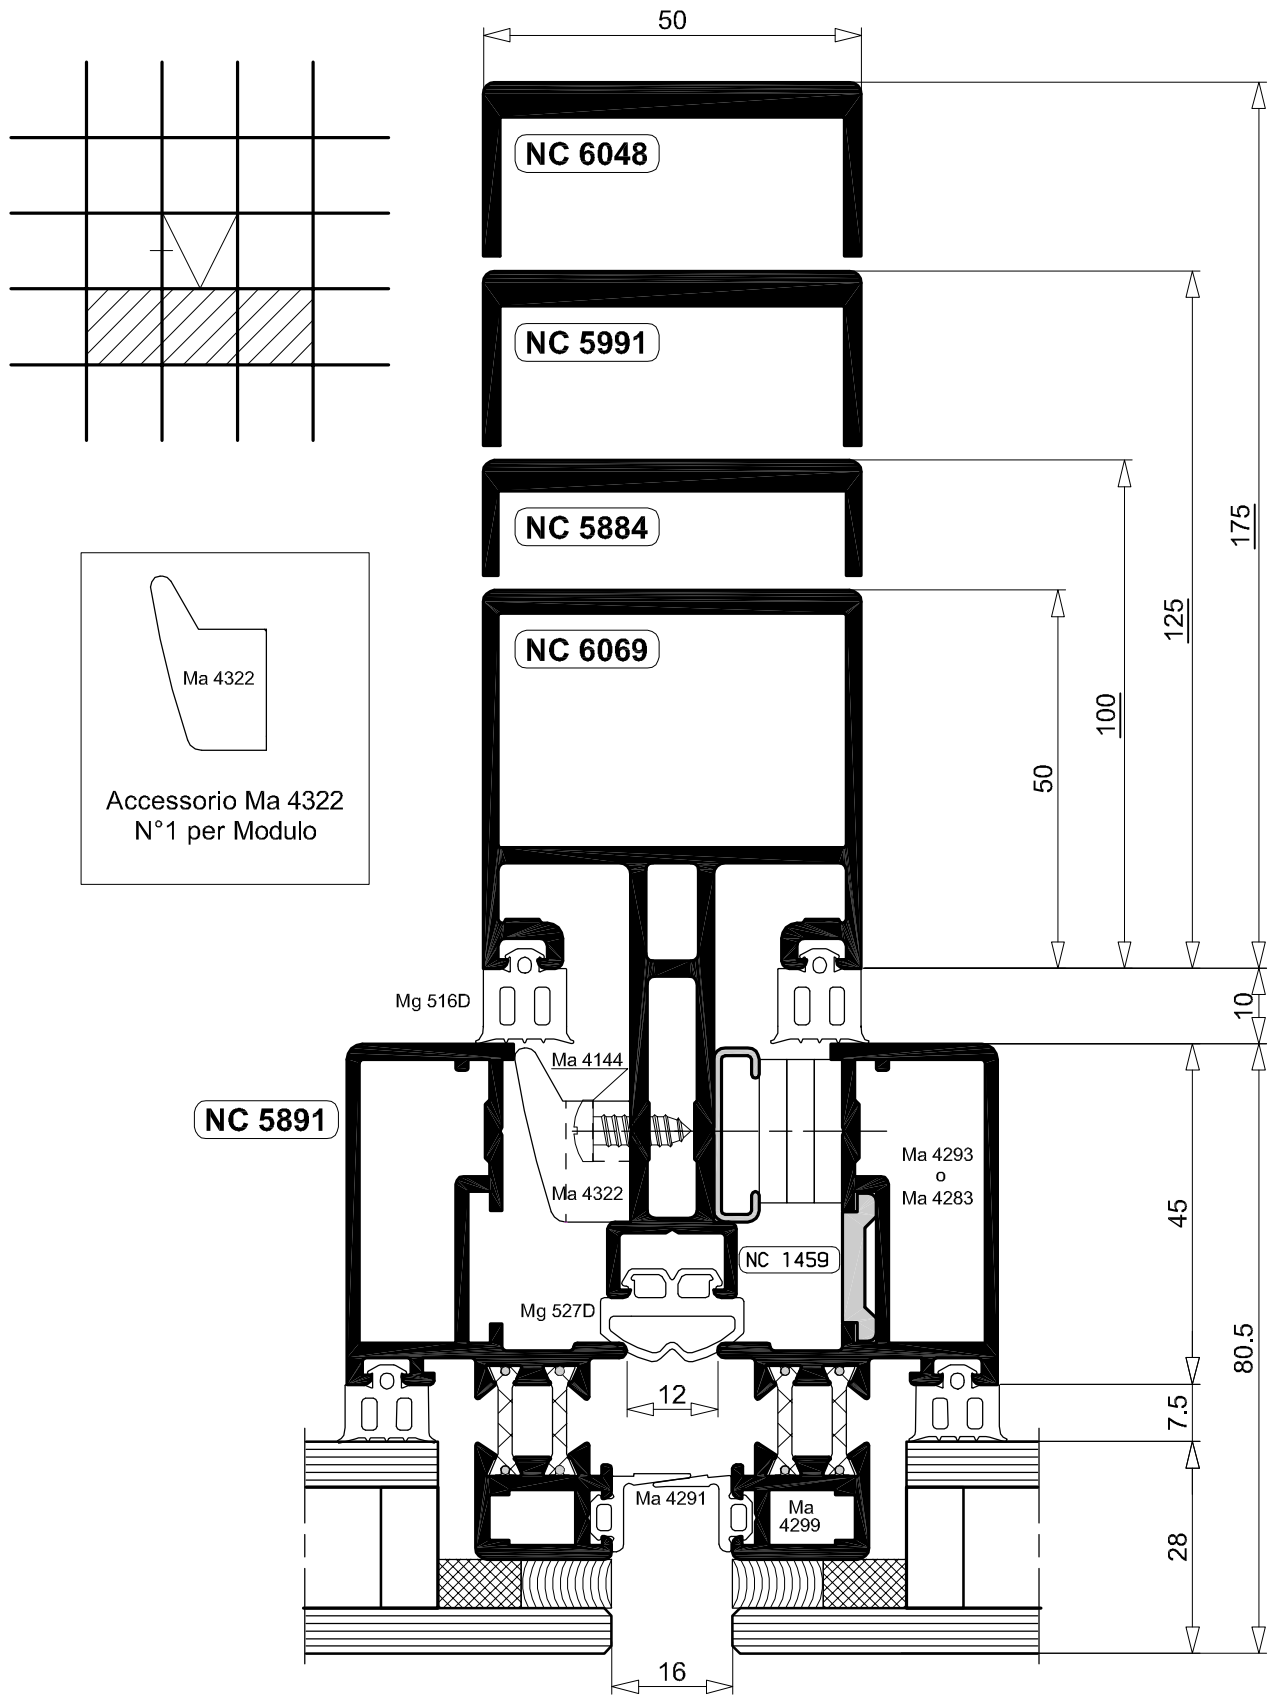 50
NC 6048
NC 5991
NC 5884
NC 6069
175
125
100
50
Ma 4322
Accessorio Ma 4322
N°1 per Modulo
Mg 516D
10
Ma 4144
NC 5891
Ma 4293
o
Ma 4283
Ma 4322
45
NC 1459
Mg 527D
80.5
12
7.5
Ma 4291
Ma
4299
28
16